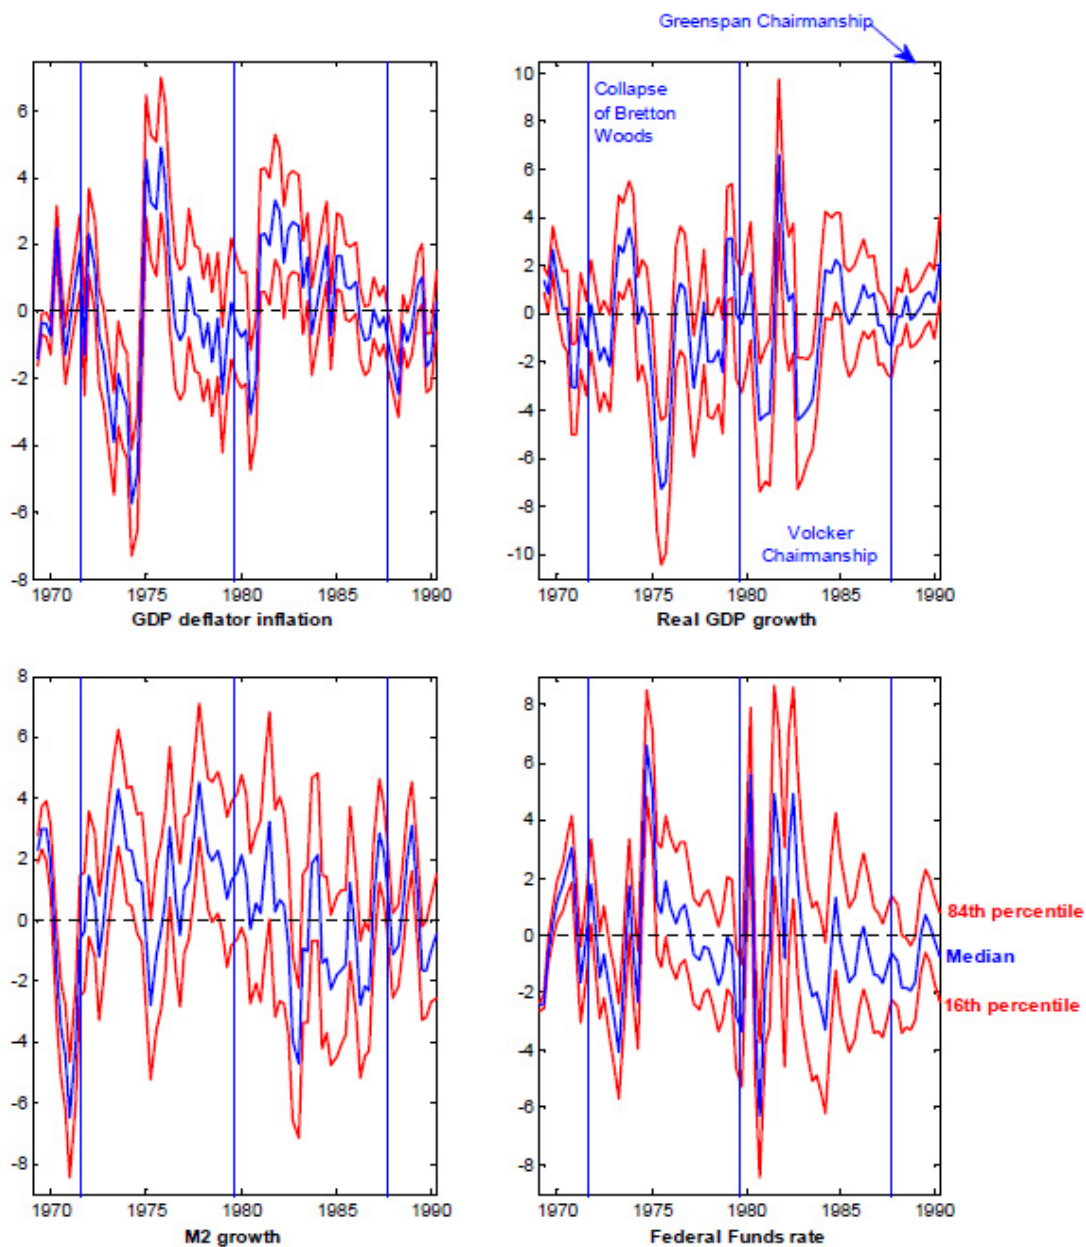 Greenspan Chairmanship
6
4
2
0
-2
-4
-6
-8
1970 1975 1980 1985 1990
GDP deflator inflation
10
8
6
4
2
0
-2
-4
-6
-8
-10
Collapse
of Bretton
Woods
Volcker
Chairmanship
1970 1975 1980 1985 1990
Real GDP growth
8
6
4
2
0
-2
-4
-6
-8
1970 1975 1980 1985 1990
M2 growth
8
6
4
2
0
-2
-4
-6
-8
1970 1975 1980 1985 1990
Federal Funds rate
84th percentile
Median
16th percentile